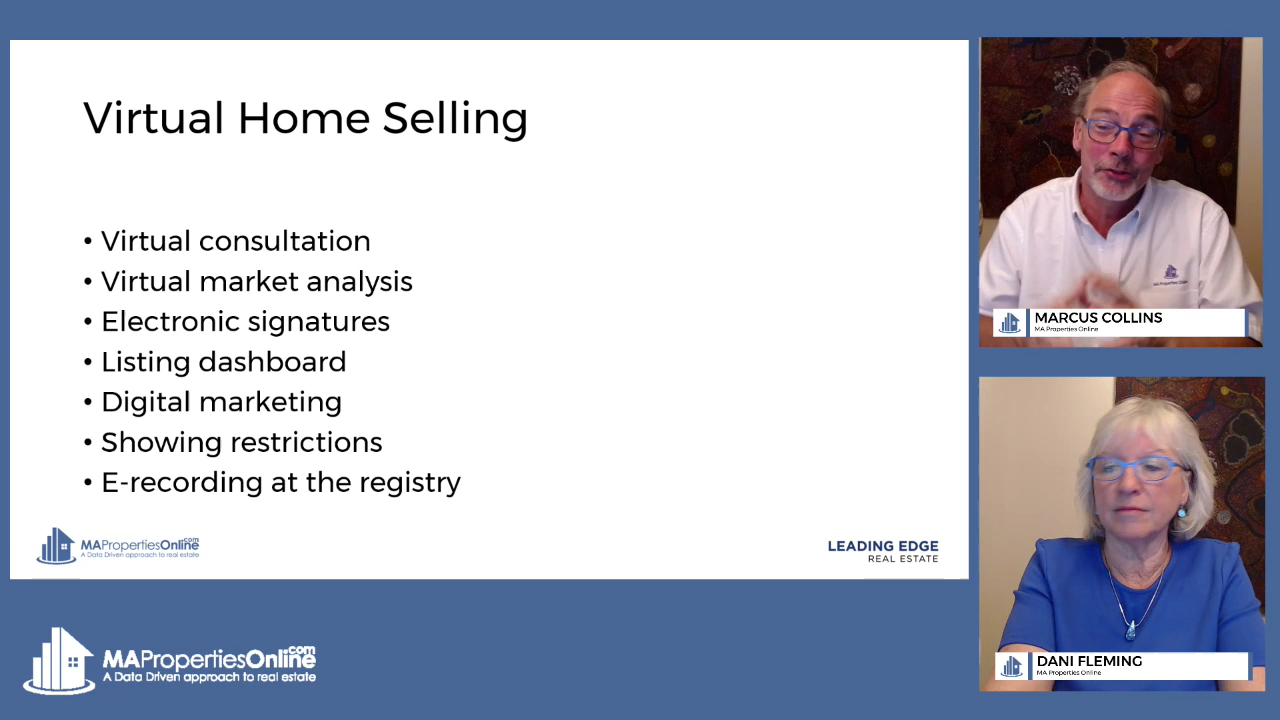 Virtual Home Selling
• Virtual consultation
• Virtual market analysis
• Electronic signatures
• Listing dashboard
• Digital marketing
• Showing restrictions
• E-recording at the registry
MAPropertiesOnline.com
A Data Driven approach to real estate
LEADING EDGE
REAL ESTATE
MAPropertiesOnline.com
A Data Driven approach to real estate
MARCUS COLLINS
MA Properties Online
DANI FLEMING
MA Properties Online